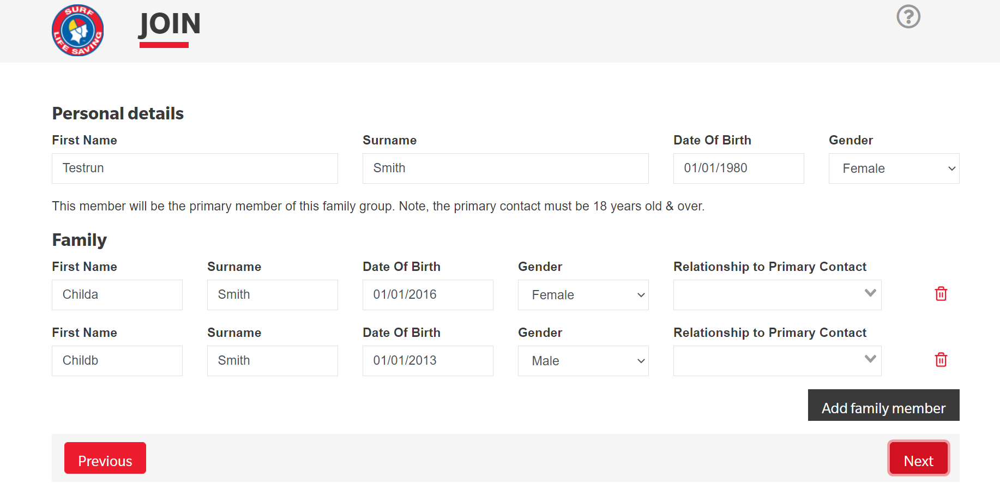 SURF
LIFE SAVING
JOIN
Personal details
First Name Surname Date Of Birth Gender
Testrun Smith 01/01/1980 Female
This member will be the primary member of this family group. Note, the primary contact must be 18 years old & over.
Family
First Name Surname Date Of Birth Gender Relationship to Primary Contact
Childa Smith 01/01/2016 Female
First Name Surname Date Of Birth Gender Relationship to Primary Contact
Childb Smith 01/01/2013 Male
Add family member
Previous Next